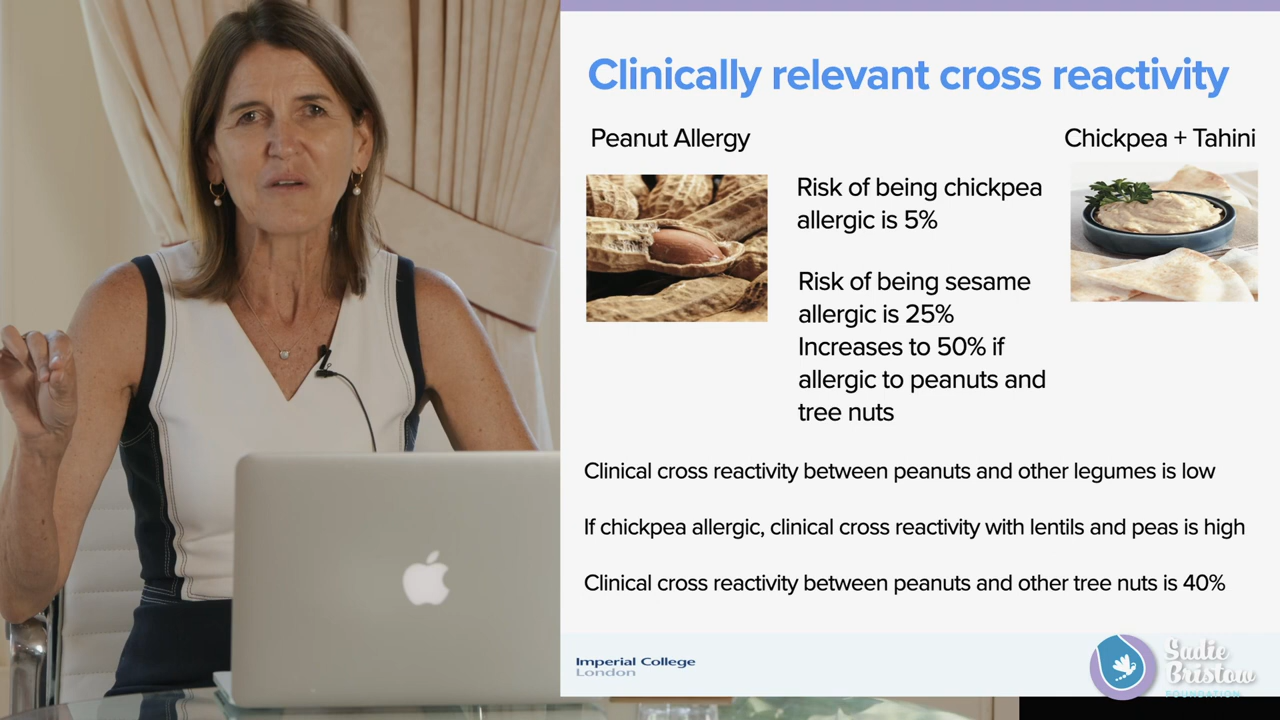 Clinically relevant cross reactivity
Peanut Allergy
Chickpea + Tahini
Risk of being chickpea
allergic is 5%
Risk of being sesame
allergic is 25%
Increases to 50% if
allergic to peanuts and
tree nuts
Clinical cross reactivity between peanuts and other legumes is low
If chickpea allergic, clinical cross reactivity with lentils and peas is high
Clinical cross reactivity between peanuts and other tree nuts is 40%
Imperial College
London
Sadie
Bristow
FOUNDATION